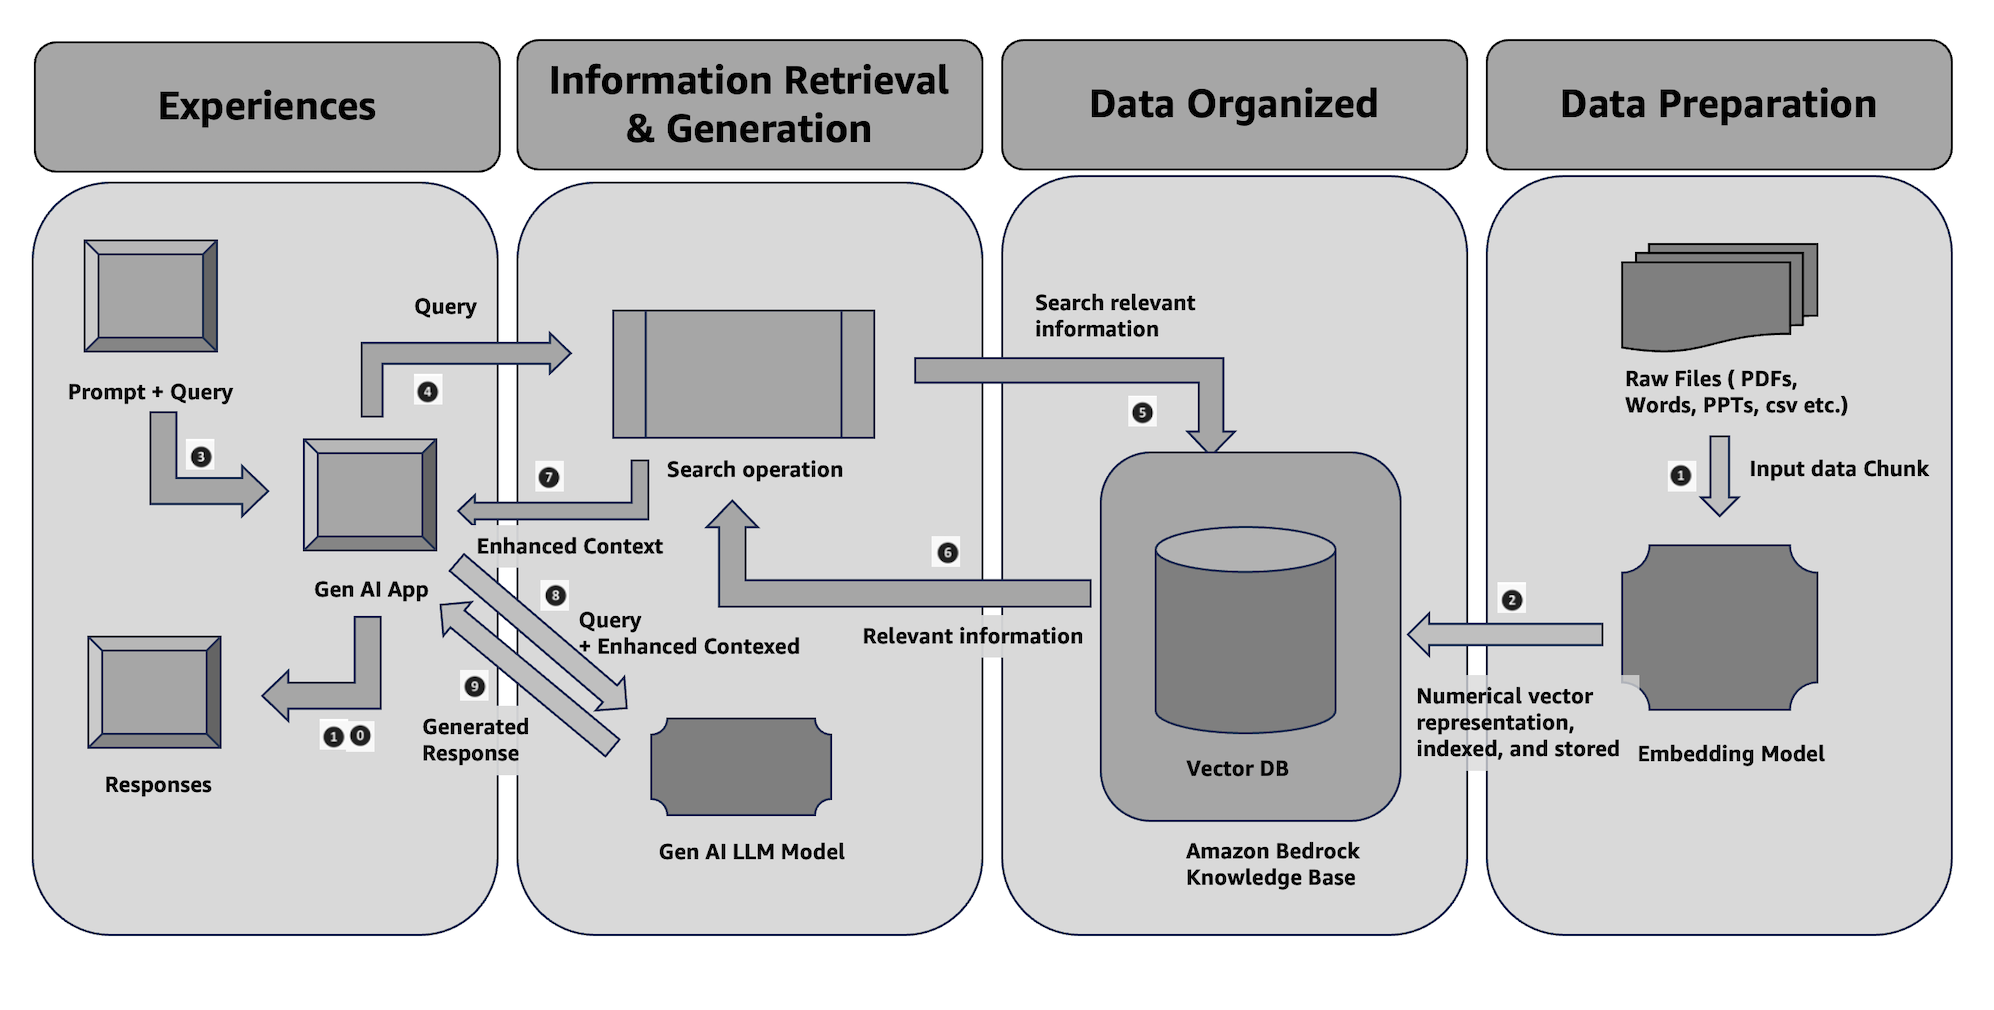 Experiences
Information Retrieval
& Generation
Data Organized
Data Preparation
Prompt + Query
3
Query
4
Gen AI App
Responses
1 0
Search operation
7
Enhanced Context
8
Query
+ Enhanced Contexed
9
Generated
Response
Gen AI LLM Model
Search relevant
information
5
6
Relevant information
Vector DB
Amazon Bedrock
Knowledge Base
Raw Files ( PDFs,
Words, PPTs, csv etc.)
1
Input data Chunk
2
Numerical vector
representation,
indexed, and stored
Embedding Model